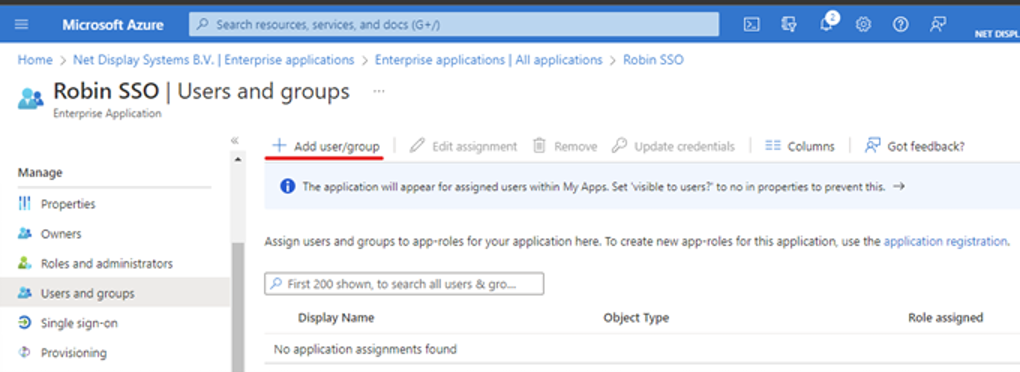 Microsoft Azure
Search resources, services, and docs (G+/)
2
NET DISPL
Home > Net Display Systems B.V. | Enterprise applications > Enterprise applications | All applications > Robin SSO
Robin SSO | Users and groups ...
Enterprise Application
Manage
Properties
Owners
Roles and administrators
Users and groups
Single sign-on
Provisioning
+ Add user/group
Edit assignment
Remove
Update credentials
Columns
Got feedback?
The application will appear for assigned users within My Apps. Set 'visible to users?' to no in properties to prevent this. →
Assign users and groups to app-roles for your application here. To create new app-roles for this application, use the application registration.
First 200 shown, to search all users & gro...
Display Name Object Type Role assigned
No application assignments found